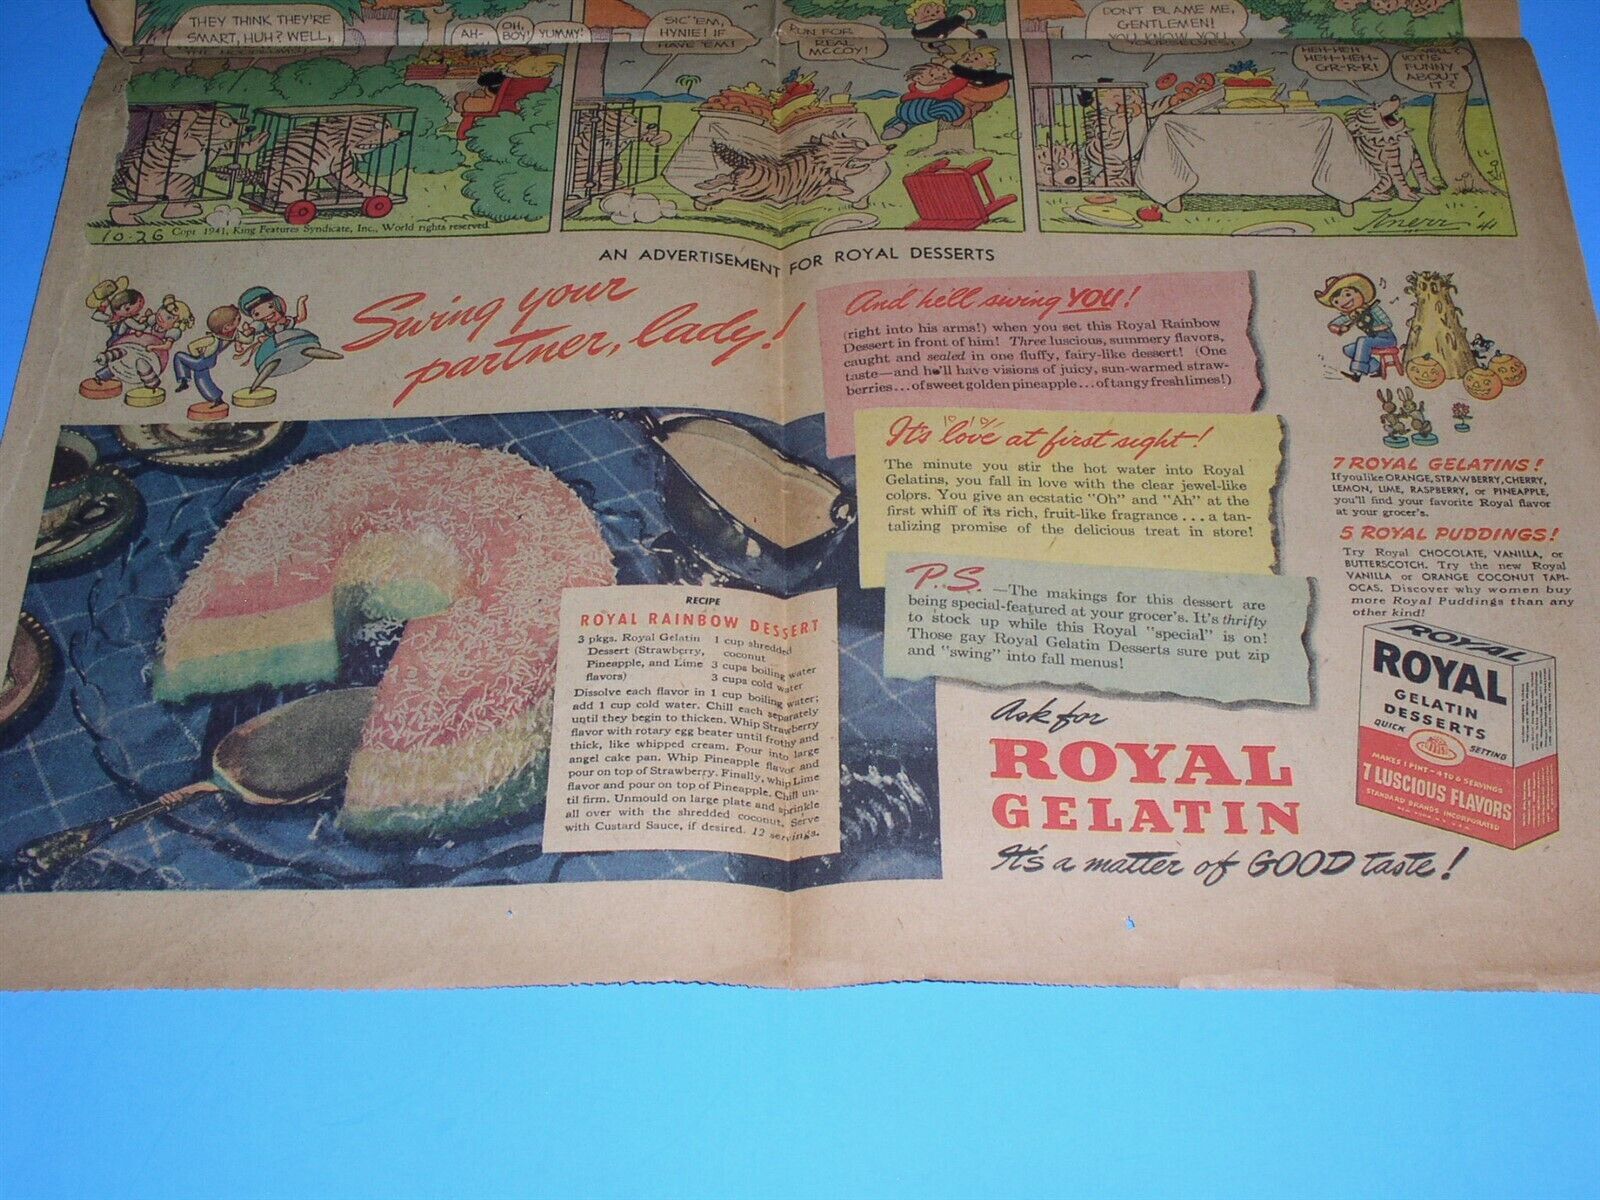 THEY THINK THEY'RE
SMART, HUH? WELL,
AH-
OH,
BOY!
YUMMY!
SIC 'EM,
HYNIE! IF
HAVE 'EM!
RUN FOR
REAL
McCOY!
DON'T BLAME ME,
GENTLEMEN!
YOU KNOW YOU
YOURSELVES!
HEH-HEH
HEH-HEH-
GR-R-R!
FUNNY
ABOUT
IT?
10-26 Copr. 1941, King Features Syndicate, Inc., World rights reserved.
Knerr '41
AN ADVERTISEMENT FOR ROYAL DESSERTS
Swing your
partner, lady!
And he'll swing YOU!
(right into his arms!) when you set this Royal Rainbow
Dessert in front of him! Three luscious, summery flavors,
caught and sealed in one fluffy, fairy-like dessert! (One
taste—and he'll have visions of juicy, sun-warmed straw-
berries...of sweet golden pineapple...of tangy fresh limes!)
It's love at first sight!
The minute you stir the hot water into Royal
Gelatins, you fall in love with the clear jewel-like
colors. You give an ecstatic "Oh" and "Ah" at the
first whiff of its rich, fruit-like fragrance...a tan-
talizing promise of the delicious treat in store!
P.S.—The makings for this dessert are
being special-featured at your grocer's. It's thrifty
to stock up while this Royal "special" is on!
Those gay Royal Gelatin Desserts sure put zip
and "swing" into fall menus!
RECIPE
ROYAL RAINBOW DESSERT
3 pkgs. Royal Gelatin
Dessert (Strawberry,
Pineapple, and Lime
flavors)
1 cup shredded
coconut
3 cups boiling water
3 cups cold water
Dissolve each flavor in 1 cup boiling water;
add 1 cup cold water. Chill each separately
until they begin to thicken. Whip Strawberry
flavor with rotary egg beater until frothy and
thick, like whipped cream. Pour into large
angel cake pan. Whip Pineapple flavor and
pour on top of Strawberry. Finally, whip Lime
flavor and pour on top of Pineapple. Chill un-
til firm. Unmould on large plate and sprinkle
all over with the shredded coconut. Serve
with Custard Sauce, if desired. 12 servings.
7 ROYAL GELATINS!
If you like ORANGE, STRAWBERRY, CHERRY,
LEMON, LIME, RASPBERRY, or PINEAPPLE,
you'll find your favorite Royal flavor
at your grocer's.
5 ROYAL PUDDINGS!
Try Royal CHOCOLATE, VANILLA, or
BUTTERSCOTCH. Try the new Royal
VANILLA or ORANGE COCONUT TAPI-
OCAS. Discover why women buy
more Royal Puddings than any
other kind!
Ask for
ROYAL
GELATIN
It's a matter of GOOD taste!
ROYAL
ROYAL
GELATIN
DESSERTS
QUICK SETTING
MAKES 1 PINT - 4 TO 6 SERVINGS
7 LUSCIOUS FLAVORS
STANDARD BRANDS INCORPORATED